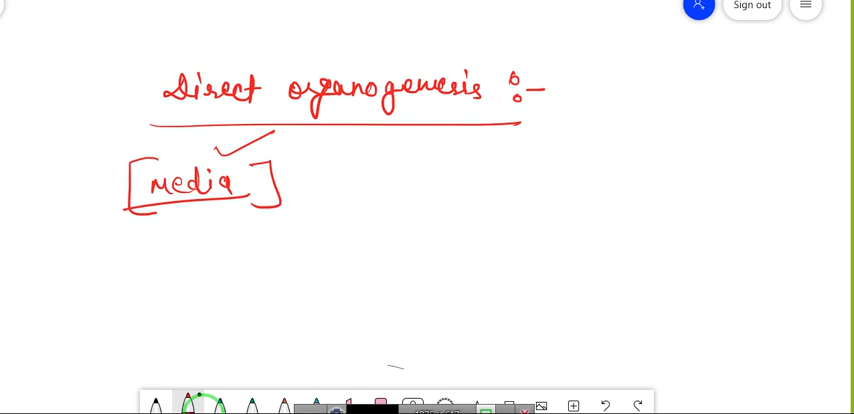 Sign out
Direct organogenesis :-
[Media]